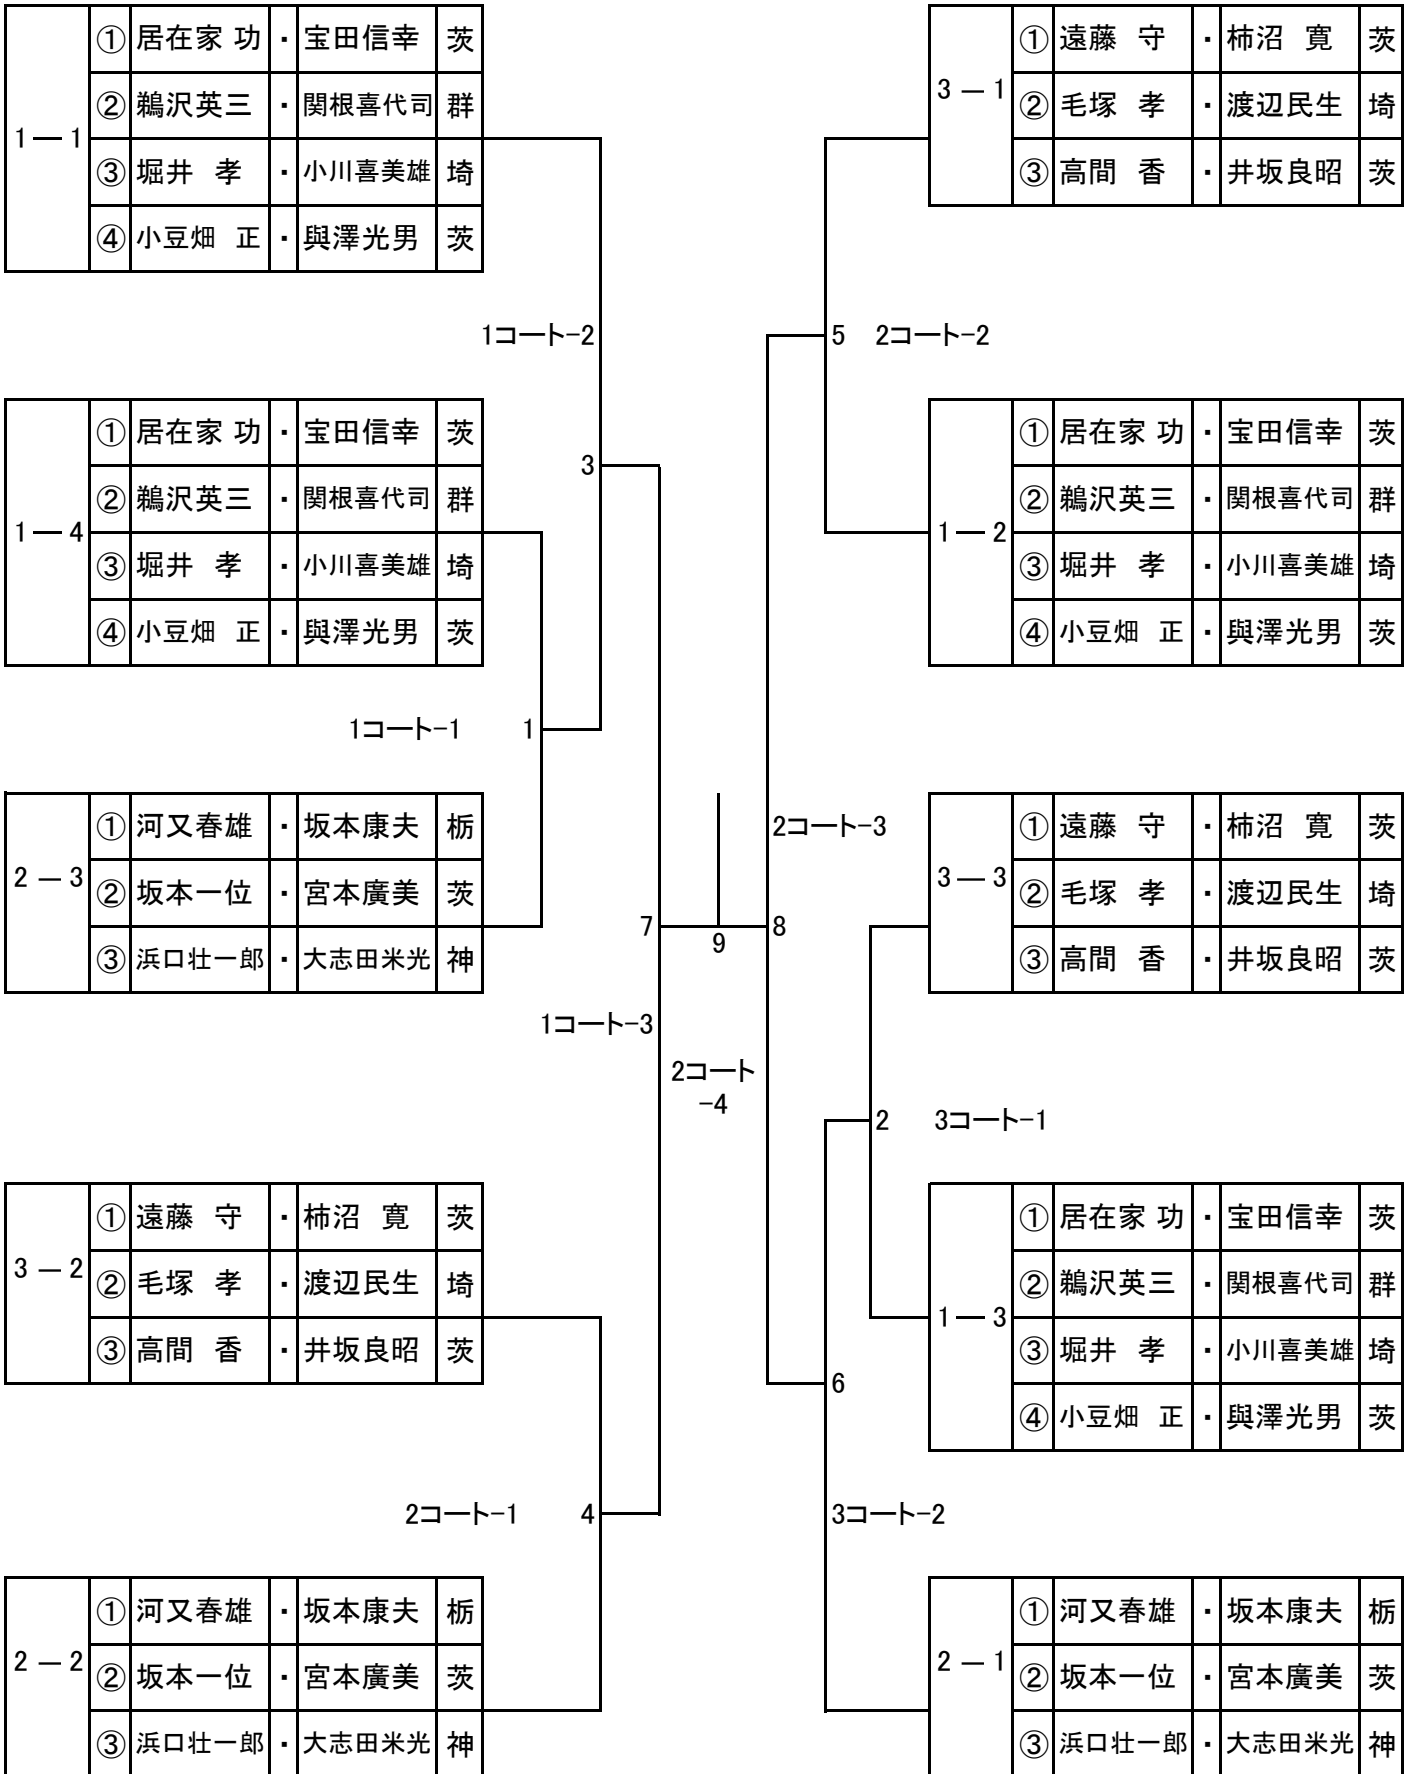 1 ― 1
① 居在家 功 ・ 宝田信幸 茨
② 鵜沢英三 ・ 関根喜代司 群
③ 堀井 孝 ・ 小川喜美雄 埼
④ 小豆畑 正 ・ 與澤光男 茨
1コート-2
3
1 ― 4
① 居在家 功 ・ 宝田信幸 茨
② 鵜沢英三 ・ 関根喜代司 群
③ 堀井 孝 ・ 小川喜美雄 埼
④ 小豆畑 正 ・ 與澤光男 茨
1コート-1 1
2 ― 3
① 河又春雄 ・ 坂本康夫 栃
② 坂本一位 ・ 宮本廣美 茨
③ 浜口壮一郎 ・ 大志田米光 神
7
1コート-3
3 ― 2
① 遠藤 守 ・ 柿沼 寛 茨
② 毛塚 孝 ・ 渡辺民生 埼
③ 高間 香 ・ 井坂良昭 茨
2コート-1 4
2 ― 2
① 河又春雄 ・ 坂本康夫 栃
② 坂本一位 ・ 宮本廣美 茨
③ 浜口壮一郎 ・ 大志田米光 神
9
2コート
-4
3 ― 1
① 遠藤 守 ・ 柿沼 寛 茨
② 毛塚 孝 ・ 渡辺民生 埼
③ 高間 香 ・ 井坂良昭 茨
5 2コート-2
1 ― 2
① 居在家 功 ・ 宝田信幸 茨
② 鵜沢英三 ・ 関根喜代司 群
③ 堀井 孝 ・ 小川喜美雄 埼
④ 小豆畑 正 ・ 與澤光男 茨
2コート-3
8
3 ― 3
① 遠藤 守 ・ 柿沼 寛 茨
② 毛塚 孝 ・ 渡辺民生 埼
③ 高間 香 ・ 井坂良昭 茨
2 3コート-1
1 ― 3
① 居在家 功 ・ 宝田信幸 茨
② 鵜沢英三 ・ 関根喜代司 群
③ 堀井 孝 ・ 小川喜美雄 埼
④ 小豆畑 正 ・ 與澤光男 茨
6
3コート-2
2 ― 1
① 河又春雄 ・ 坂本康夫 栃
② 坂本一位 ・ 宮本廣美 茨
③ 浜口壮一郎 ・ 大志田米光 神